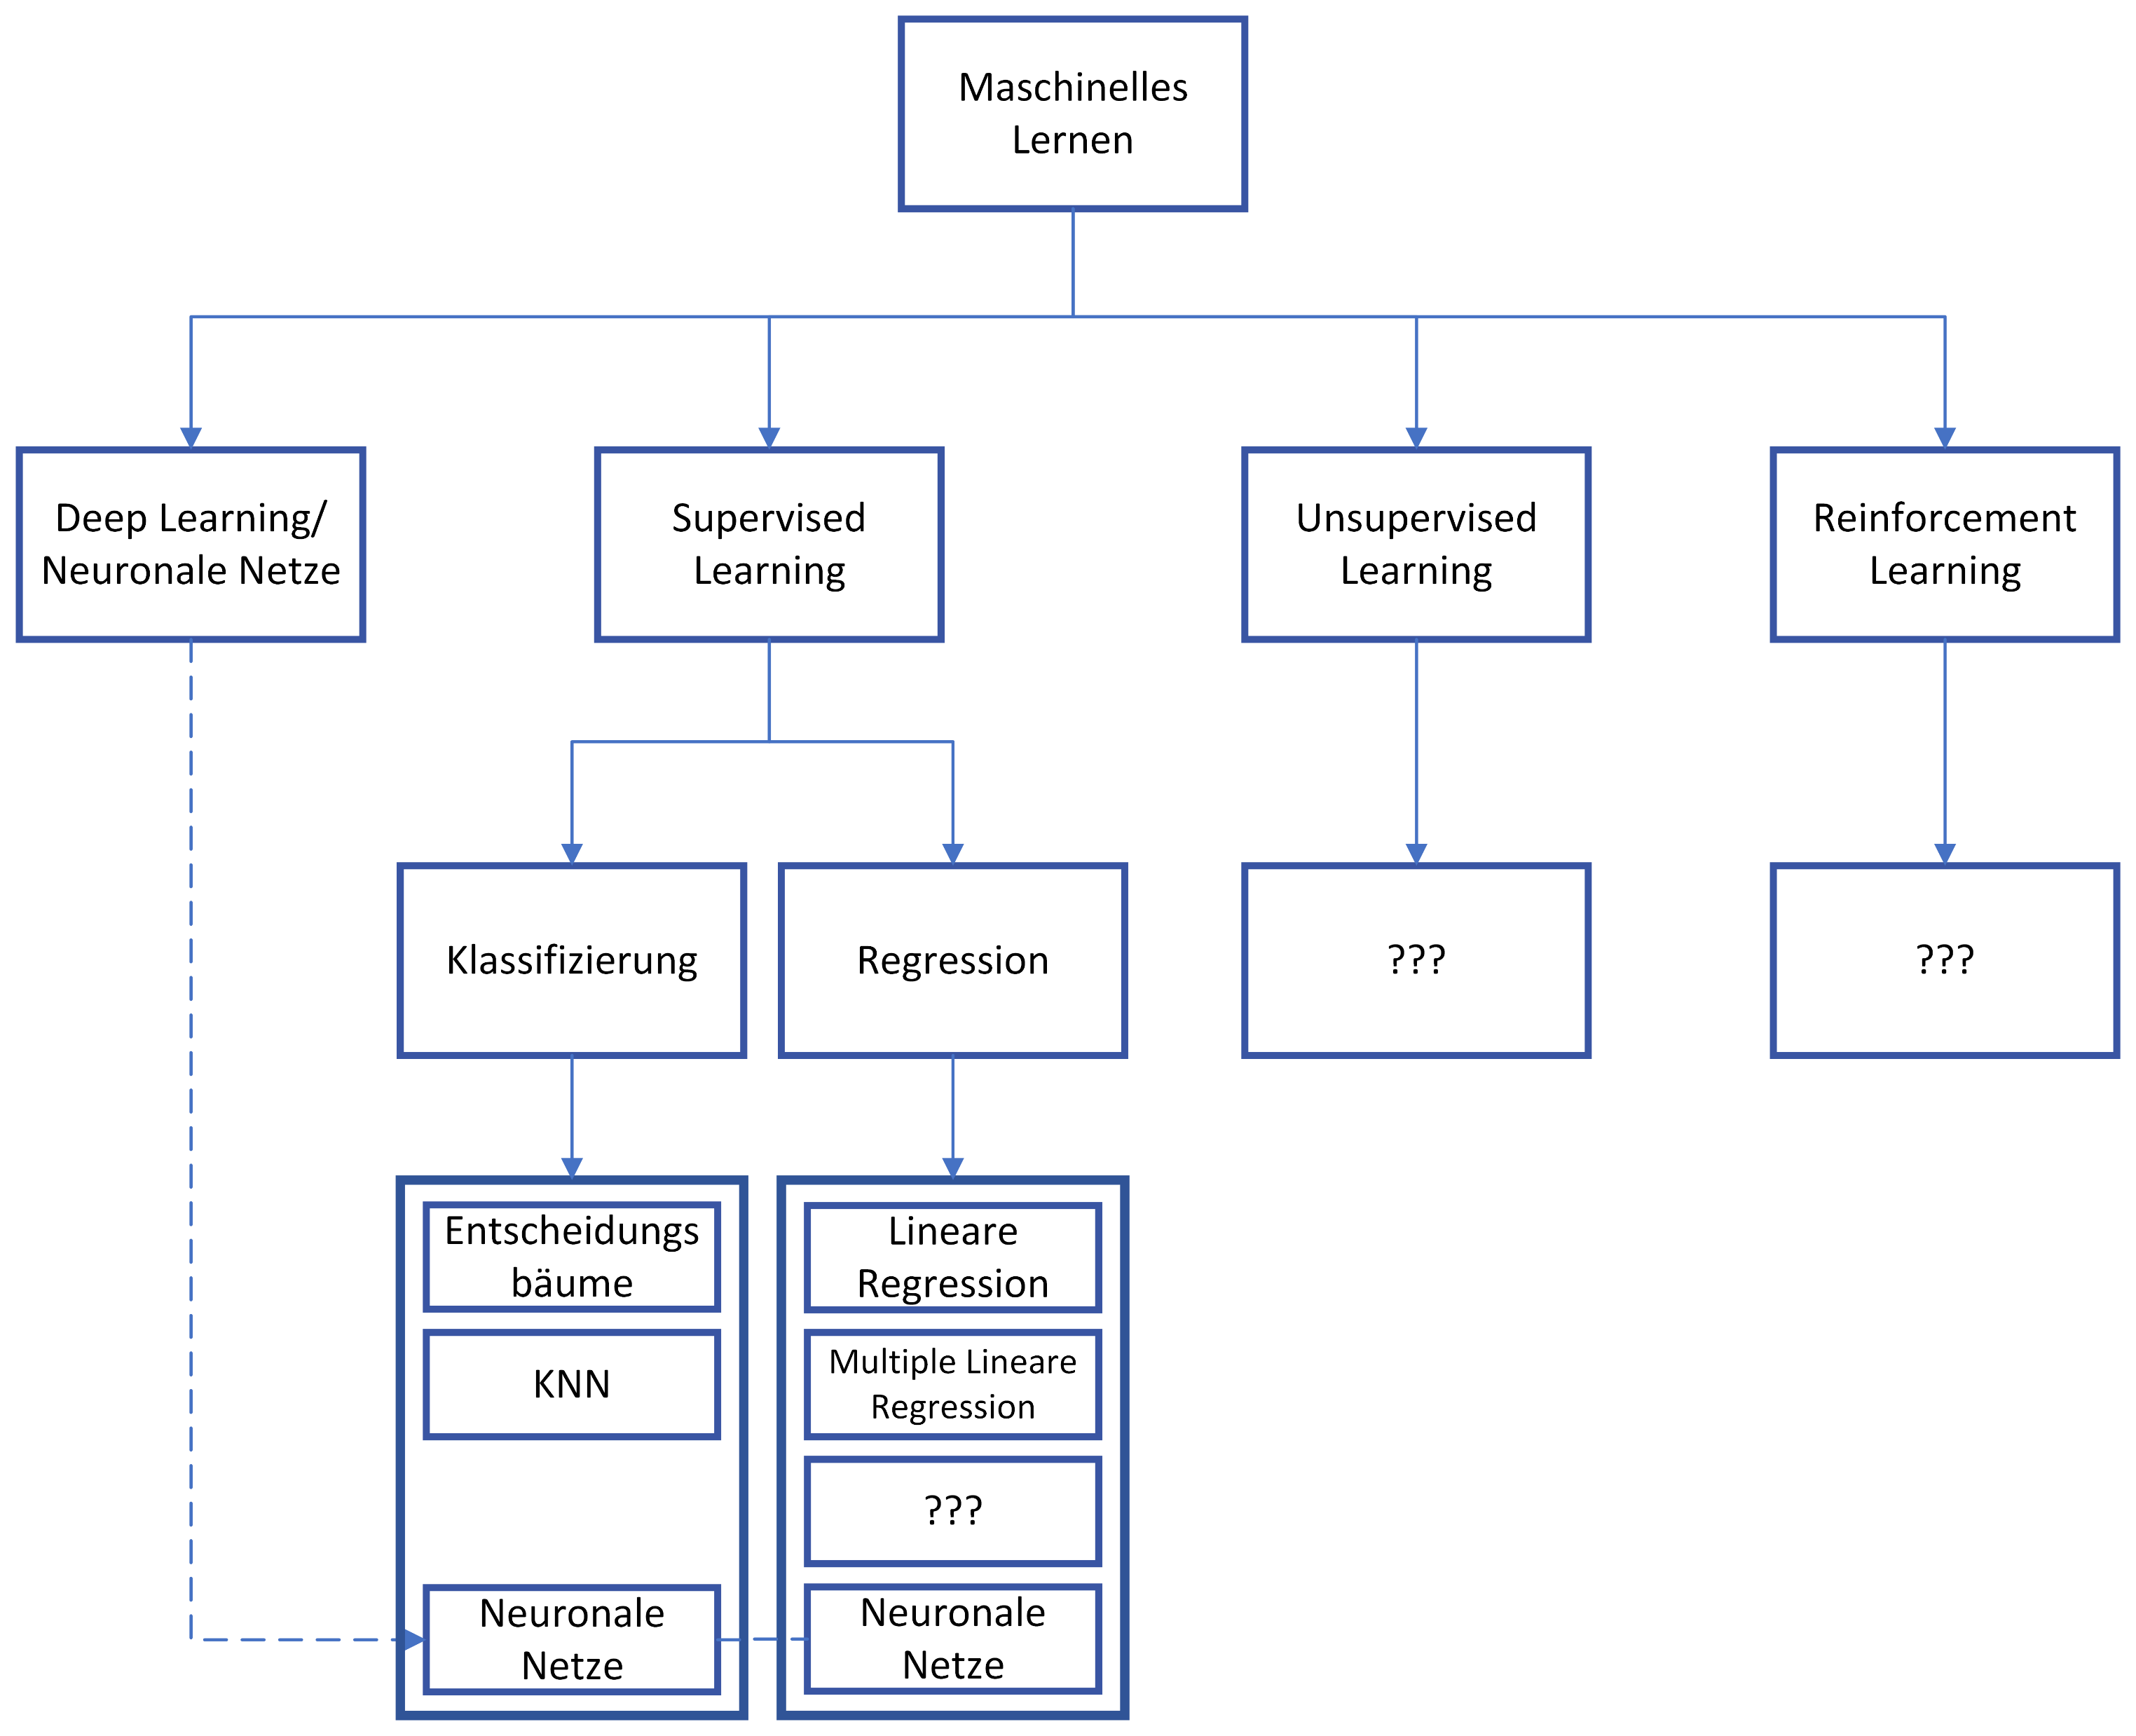 Maschinelles
Lernen
Deep Learning/
Neuronale Netze
Supervised
Learning
Unsupervised
Learning
Reinforcement
Learning
Klassifizierung
Regression
???
???
Entscheidungs
bäume
KNN
Neuronale
Netze
Lineare
Regression
Multiple Lineare
Regression
???
Neuronale
Netze